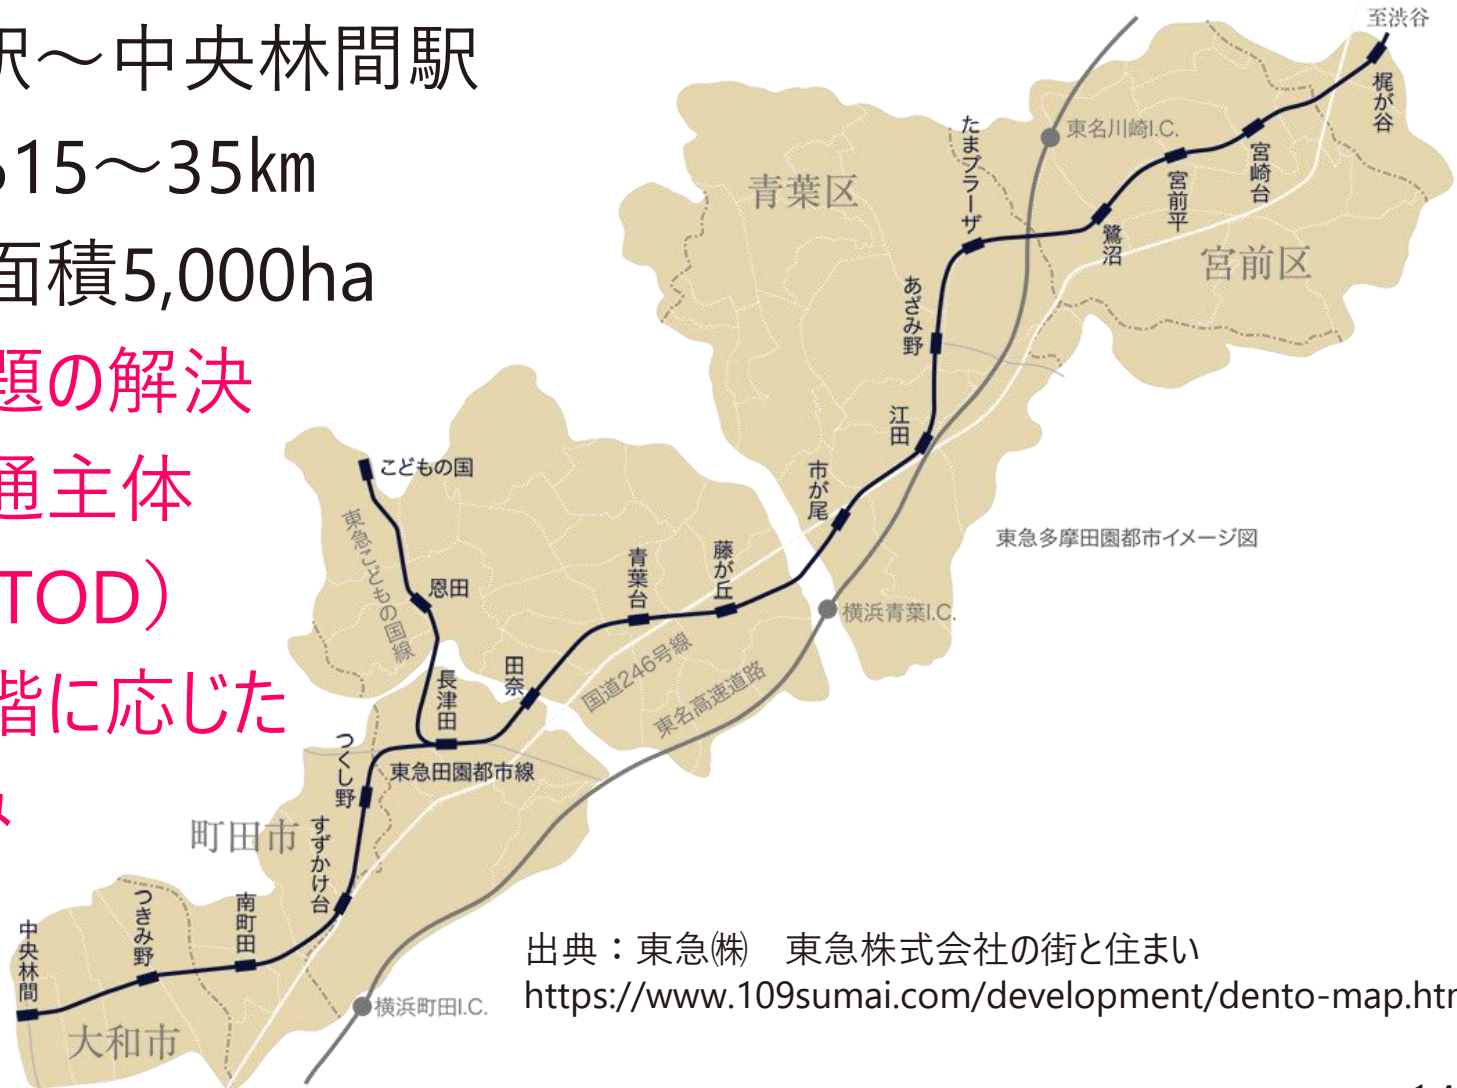 駅～中央林間駅
15～35㎞
面積5,000ha
題の解決
通主体
TOD）
階に応じた
至渋谷
梶が谷
宮崎台
宮前平
鷺沼
東名川崎I.C.
たまプラーザ
青葉区
宮前区
あざみ野
江田
市が尾
東急多摩田園都市イメージ図
こどもの国
東急こどもの国線
恩田
藤が丘
青葉台
横浜青葉I.C.
国道246号線
東名高速道路
田奈
長津田
東急田園都市線
つくし野
町田市
すずかけ台
南町田
つきみ野
中央林間
大和市
横浜町田I.C.
出典：東急㈱　東急株式会社の街と住まい
https://www.109sumai.com/development/dento-map.htm